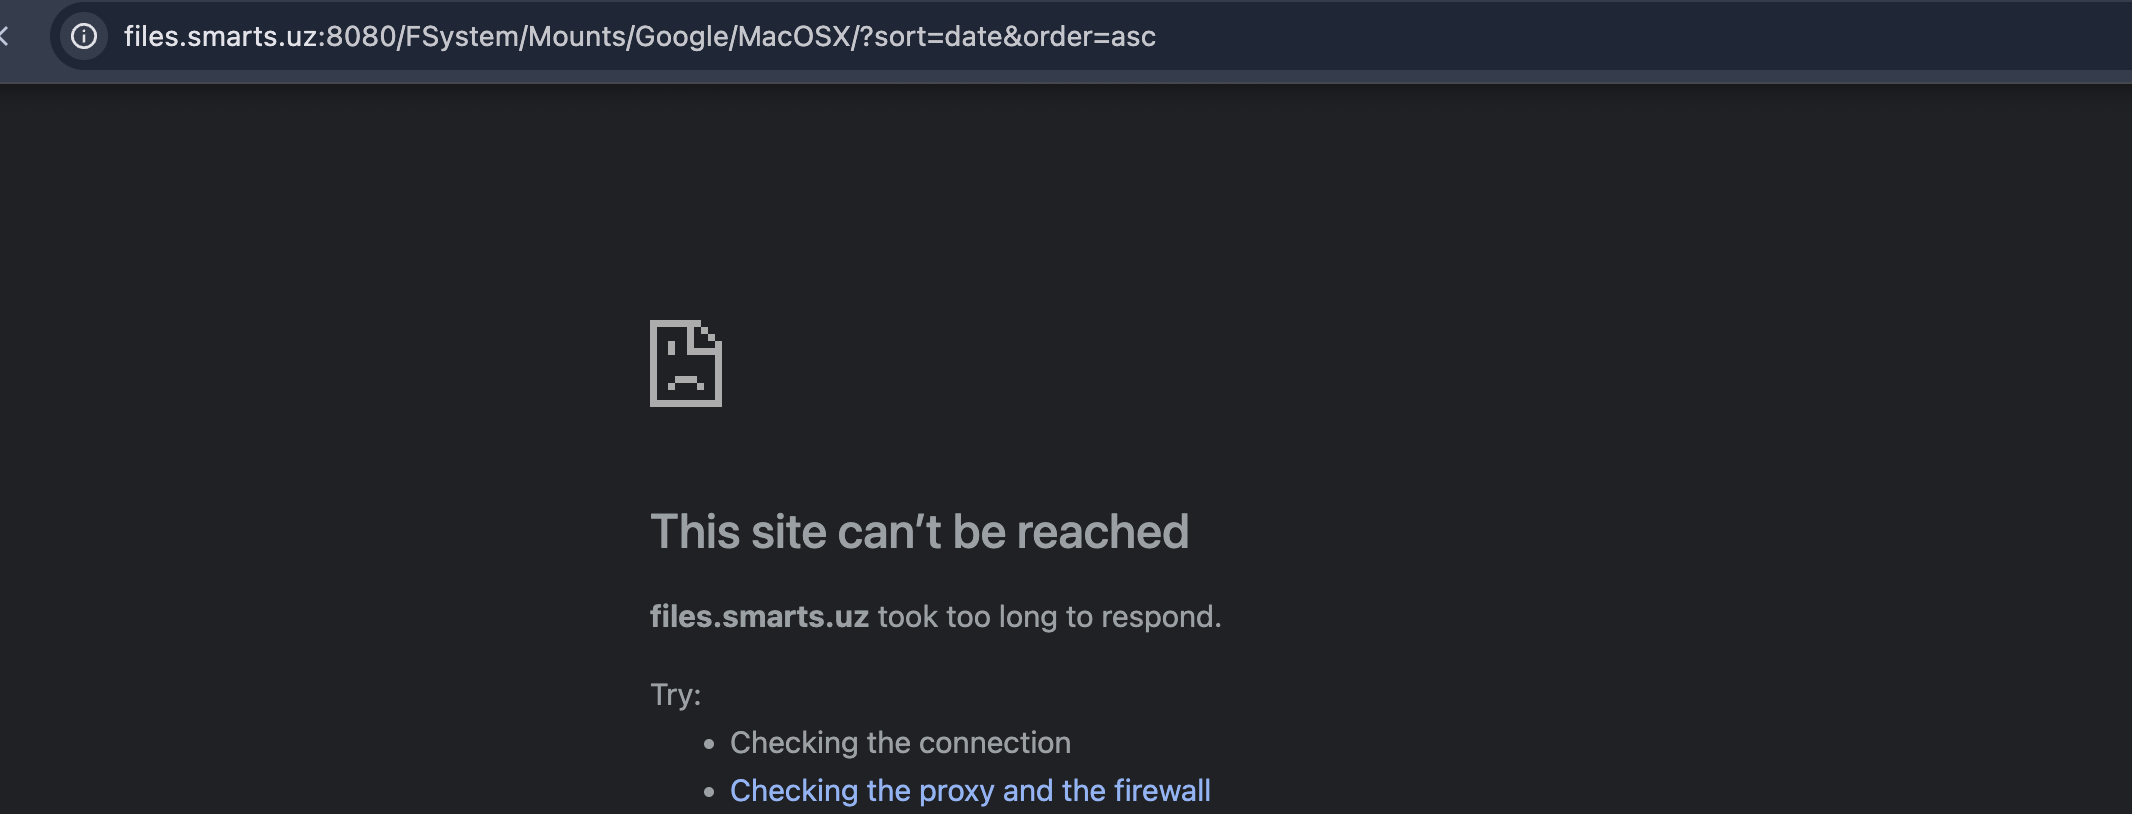 files.smarts.uz:8080/FSystem/Mounts/Google/MacOSX/?sort=date&order=asc
This site can’t be reached
files.smarts.uz took too long to respond.
Try:
• Checking the connection
• Checking the proxy and the firewall